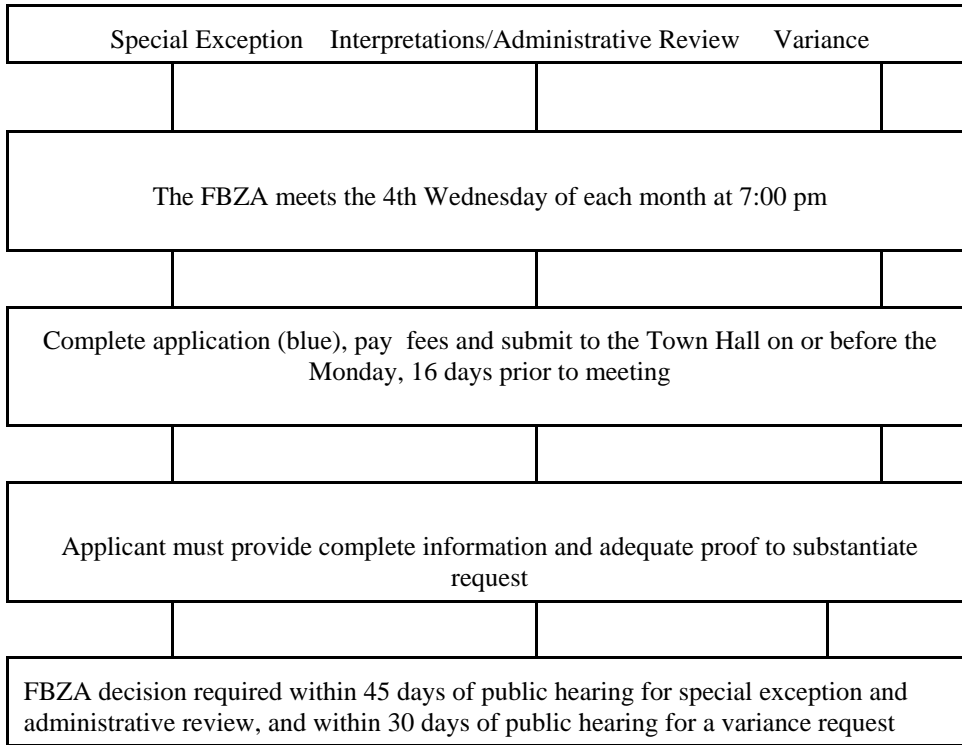 Special Exception Interpretations/Administrative Review Variance
The FBZA meets the 4th Wednesday of each month at 7:00 pm
Complete application (blue), pay fees and submit to the Town Hall on or before the
Monday, 16 days prior to meeting
Applicant must provide complete information and adequate proof to substantiate
request
FBZA decision required within 45 days of public hearing for special exception and
administrative review, and within 30 days of public hearing for a variance request